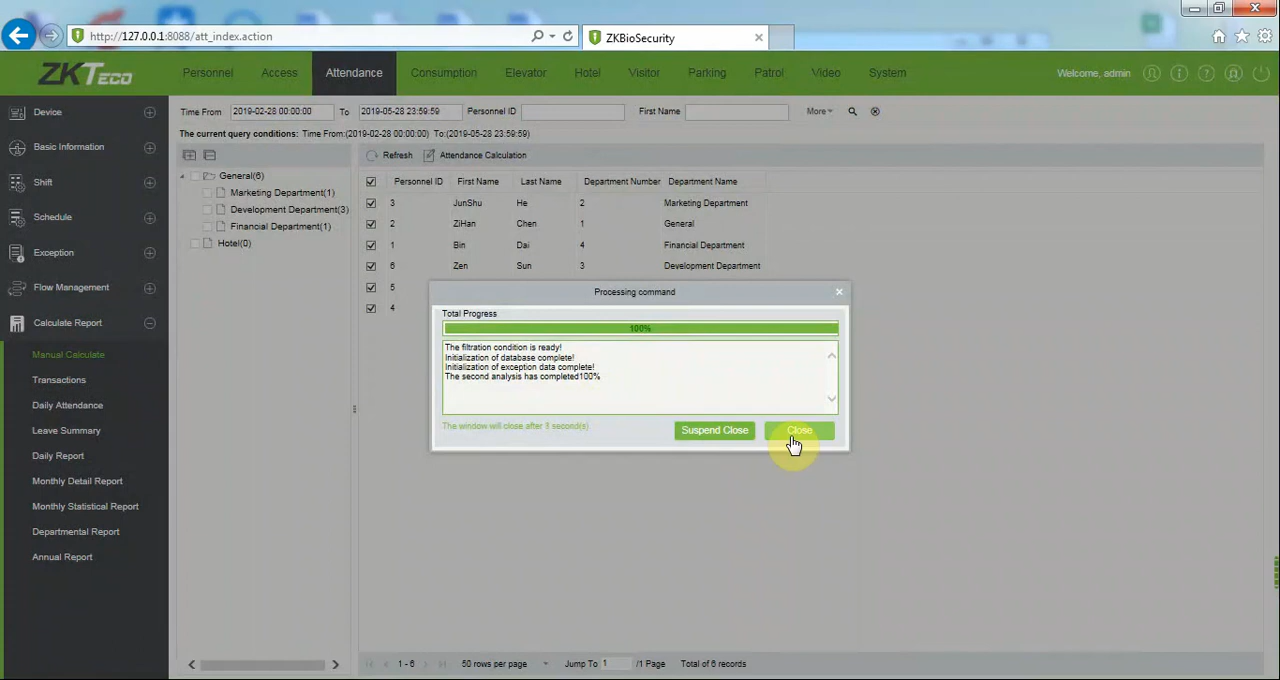 http://127.0.0.1:8088/att_index.action
ZKBioSecurity
ZKTeco
Personnel Access Attendance Consumption Elevator Hotel Visitor Parking Patrol Video System
Welcome, admin
Device
Basic Information
Shift
Schedule
Exception
Flow Management
Calculate Report
Manual Calculate
Transactions
Daily Attendance
Leave Summary
Daily Report
Monthly Detail Report
Monthly Statistical Report
Departmental Report
Annual Report
Time From 2019-02-28 00:00:00 To 2019-05-28 23:59:59 Personnel ID First Name More
The current query conditions: Time From:(2019-02-28 00:00:00) To:(2019-05-28 23:59:59)
General(6)
Marketing Department(1)
Development Department(3)
Financial Department(1)
Hotel(0)
Refresh Attendance Calculation
Personnel ID First Name Last Name Department Number Department Name
3 JunShu He 2 Marketing Department
2 ZiHan Chen 1 General
1 Bin Dai 4 Financial Department
6 Zen Sun 3 Development Department
5
4
Processing command
Total Progress
100%
The filtration condition is ready!
Initialization of database complete!
Initialization of exception data complete!
The second analysis has completed100%
The window will close after 3 second(s)
Suspend Close
Close
1-6 50 rows per page Jump To 1 /1 Page Total of 6 records